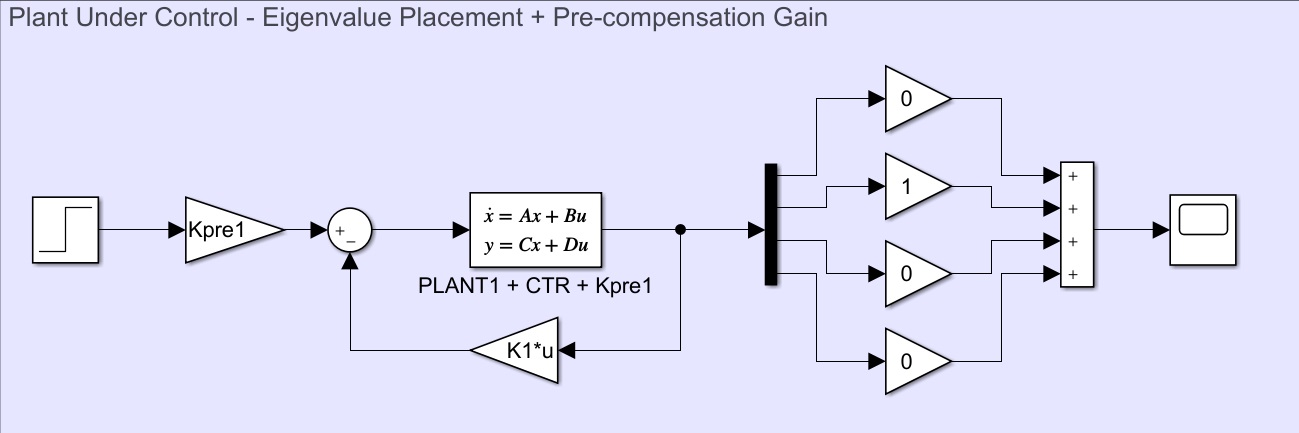 Plant Under Control - Eigenvalue Placement + Pre-compensation Gain
0
Kpre1
+
−
ẋ = Ax + Bu
y = Cx + Du
PLANT1 + CTR + Kpre1
K1*u
1
0
0
+
+
+
+